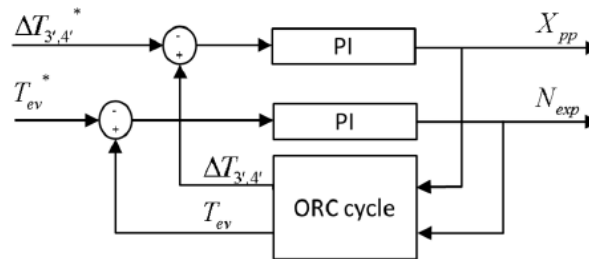 ΔT3',4'* - + PI Xpp
Tev* - + PI Nexp
ΔT3',4'
Tev ORC cycle